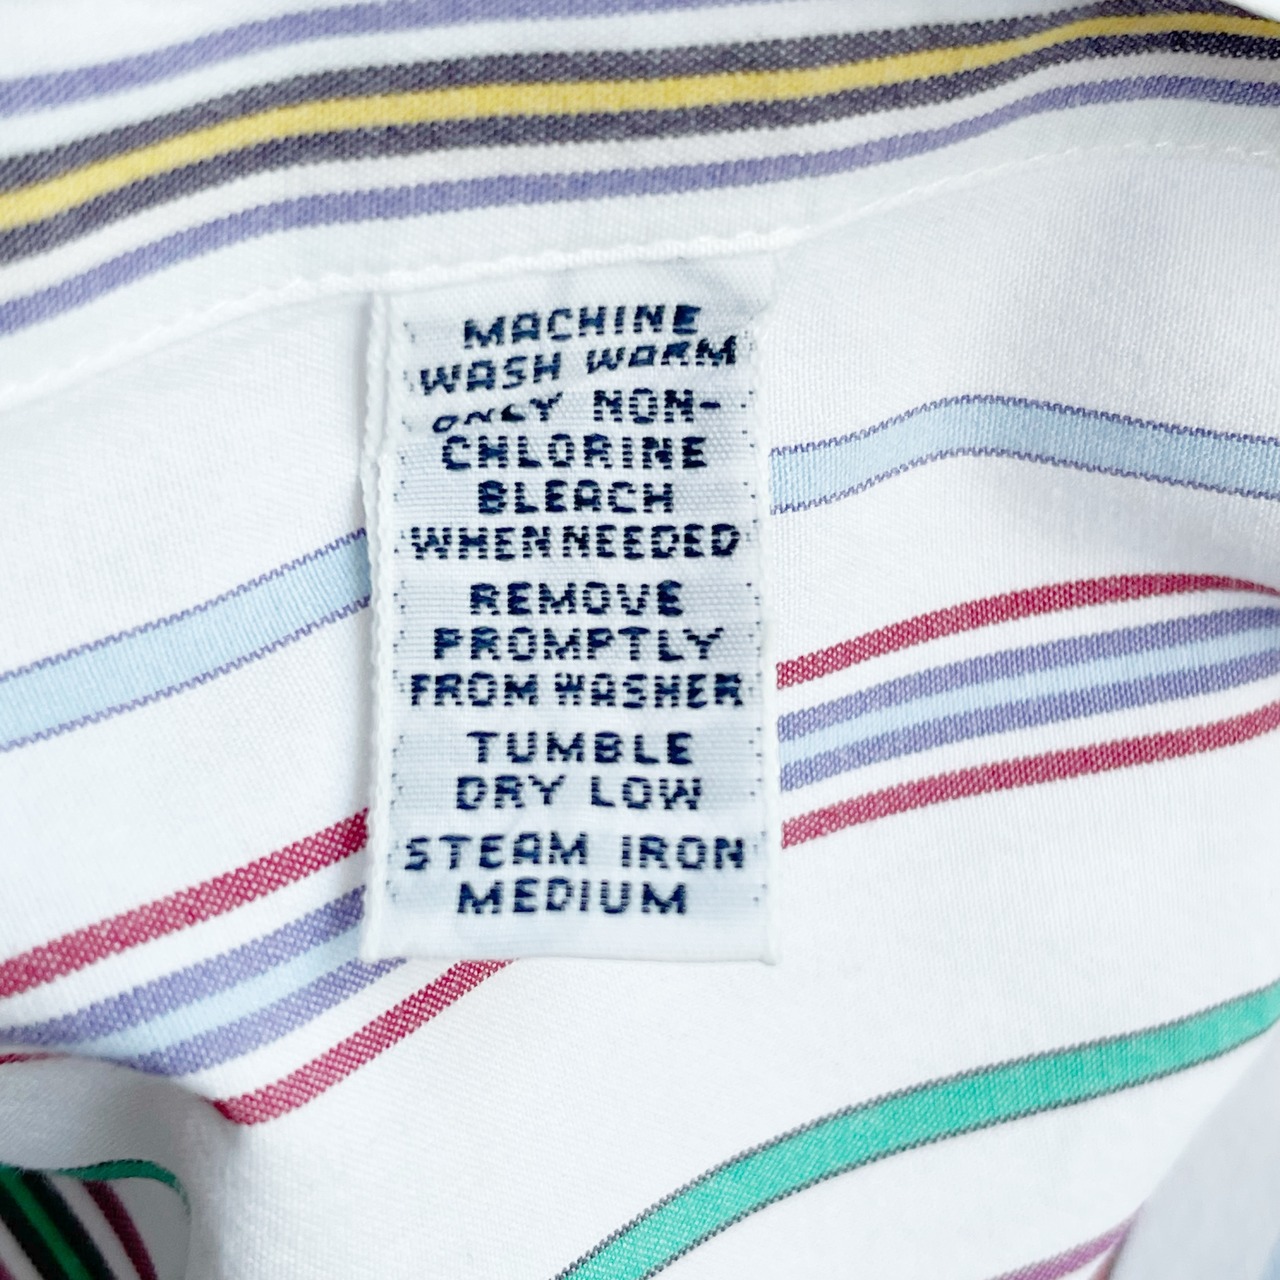 MACHINE
WASH WARM
ONLY NON-
CHLORINE
BLEACH
WHEN NEEDED
REMOVE
PROMPTLY
FROM WASHER
TUMBLE
DRY LOW
STEAM IRON
MEDIUM